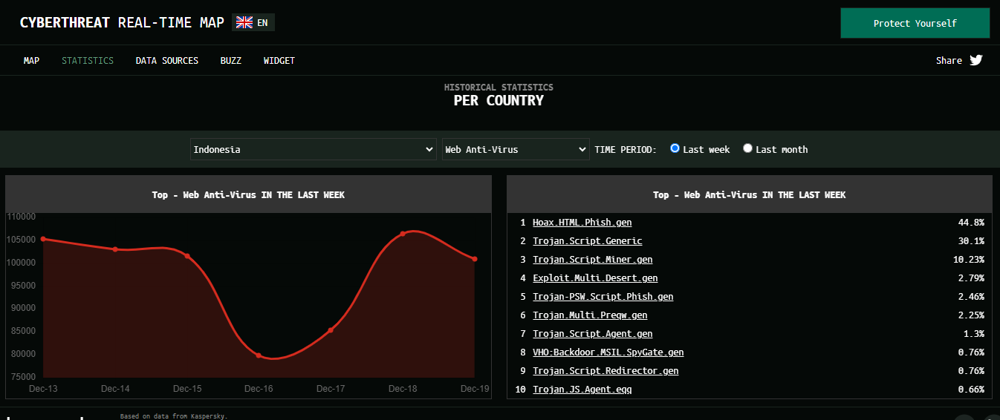 CYBERTHREAT REAL-TIME MAP EN
Protect Yourself
MAP STATISTICS DATA SOURCES BUZZ WIDGET
Share
HISTORICAL STATISTICS
PER COUNTRY
Indonesia Web Anti-Virus TIME PERIOD: Last week Last month
Top - Web Anti-Virus IN THE LAST WEEK
110000
105000
100000
95000
90000
85000
80000
75000
Dec-13 Dec-14 Dec-15 Dec-16 Dec-17 Dec-18 Dec-19
Top - Web Anti-Virus IN THE LAST WEEK
1 Hoax.HTML.Phish.gen 44.8%
2 Trojan.Script.Generic 30.1%
3 Trojan.Script.Miner.gen 10.23%
4 Exploit.Multi.Desert.gen 2.79%
5 Trojan-PSW.Script.Phish.gen 2.46%
6 Trojan.Multi.Preqw.gen 2.25%
7 Trojan.Script.Agent.gen 1.3%
8 VHO:Backdoor.MSIL.SpyGate.gen 0.76%
9 Trojan.Script.Redirector.gen 0.76%
10 Trojan.JS.Agent.eqq 0.66%
Based on data from Kaspersky.